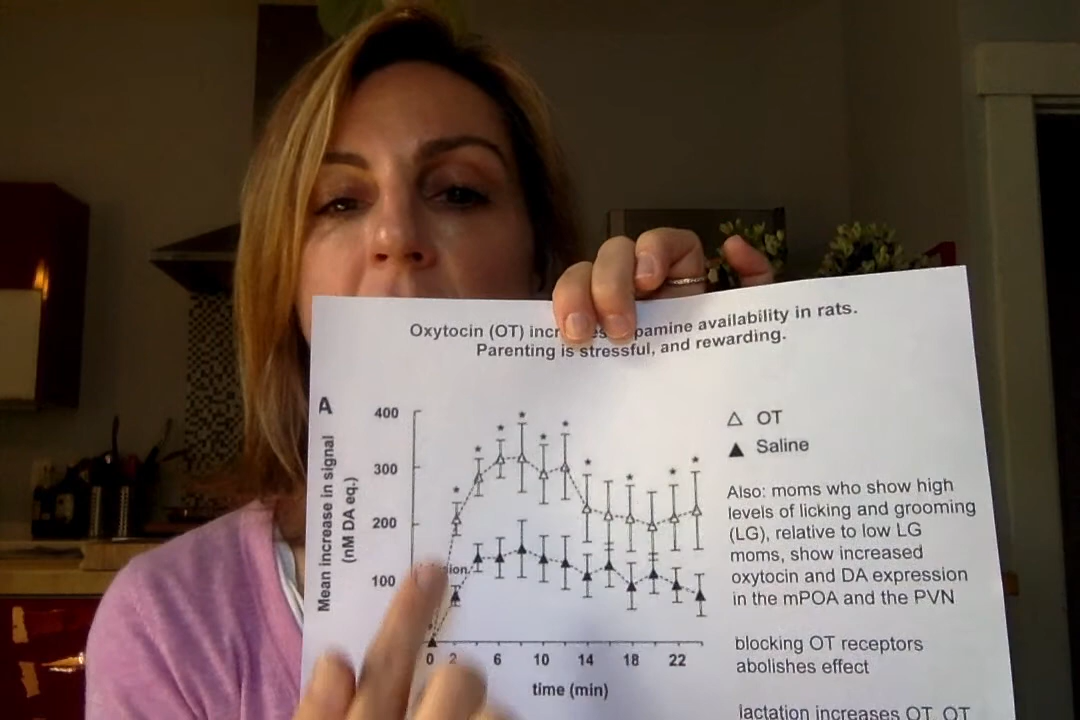 Oxytocin (OT) availability in rats.
Parenting is stressful, and rewarding.
A
Mean increase in signal
(nM DA eq.)
400
300
200
100
0 2 6 10 14 18 22
time (min)
OT
Saline
Also: moms who show high
levels of licking and grooming
(LG), relative to low LG
moms, show increased
oxytocin and DA expression
in the mPOA and the PVN
blocking OT receptors
abolishes effect
lactation increases OT, OT